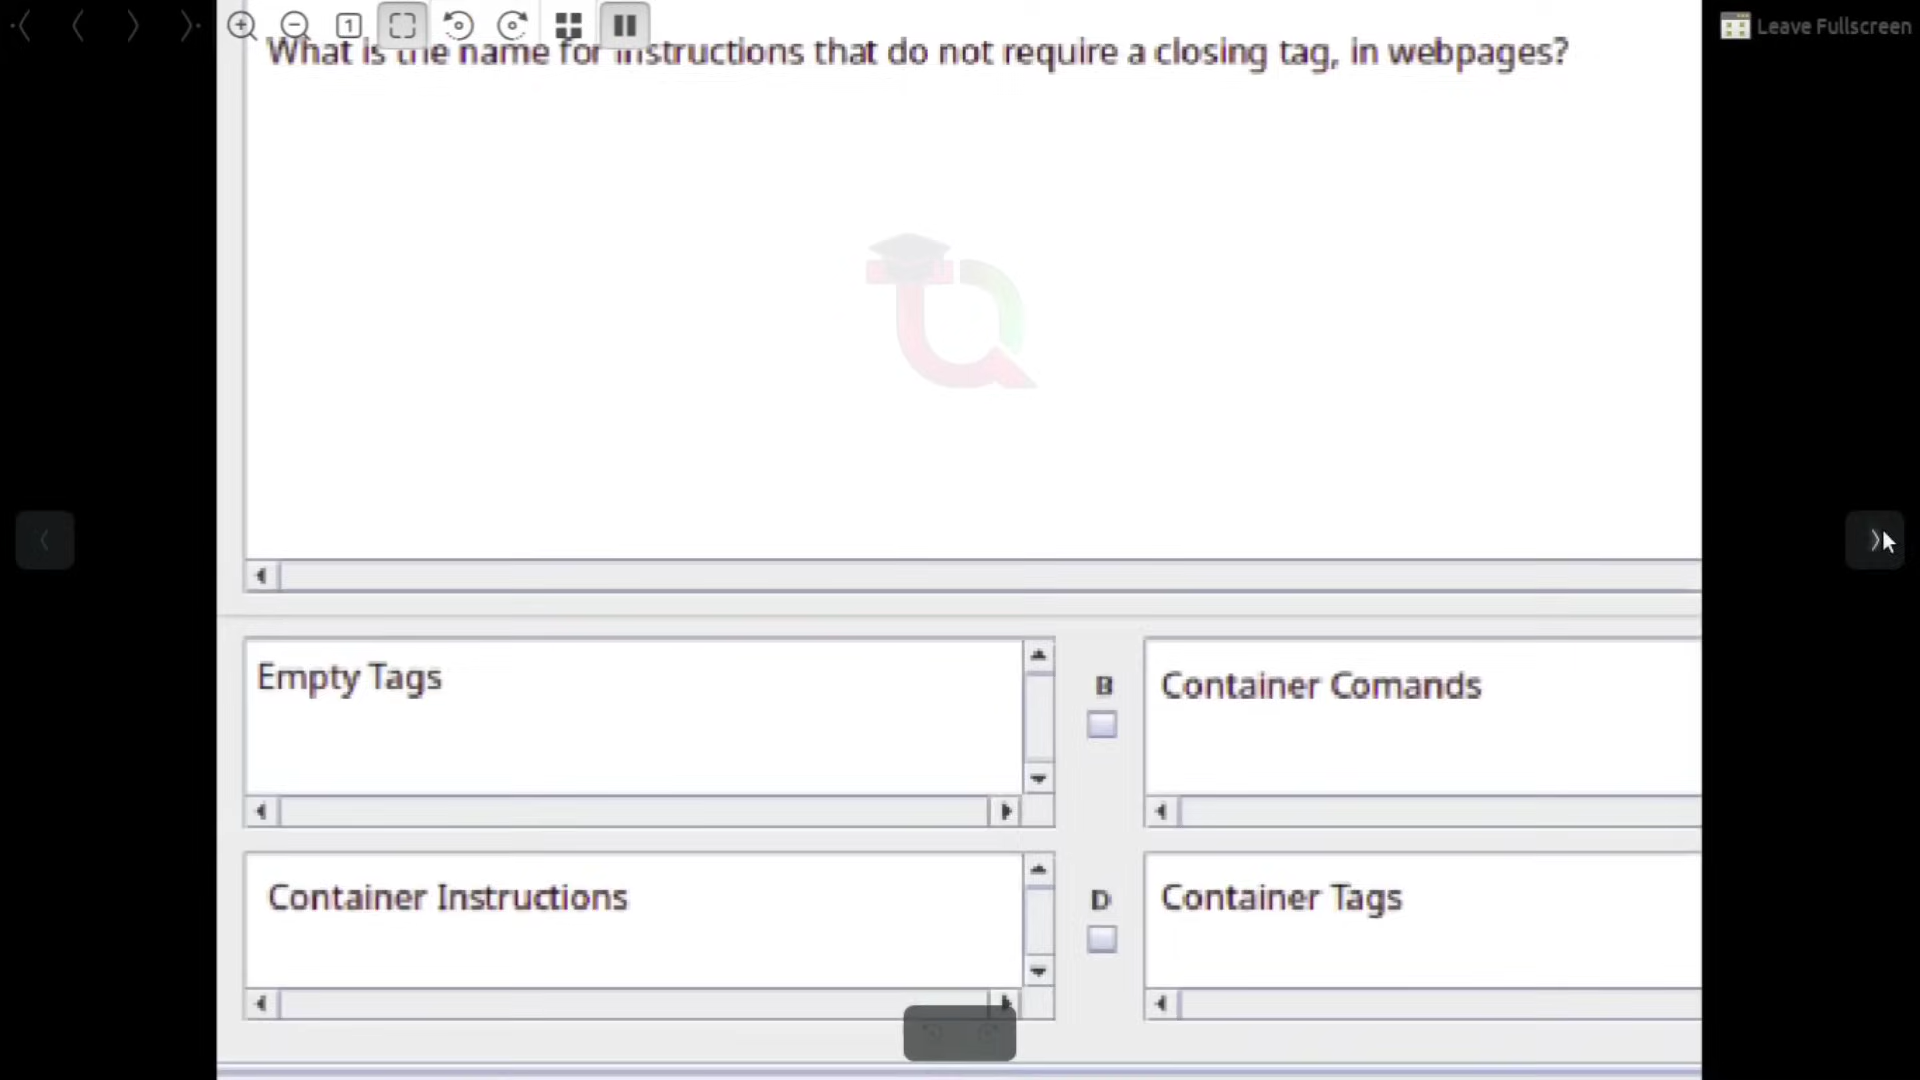 1
Leave Fullscreen
What is the name for instructions that do not require a closing tag, in webpages?
Empty Tags
B
Container Comands
Container Instructions
D
Container Tags